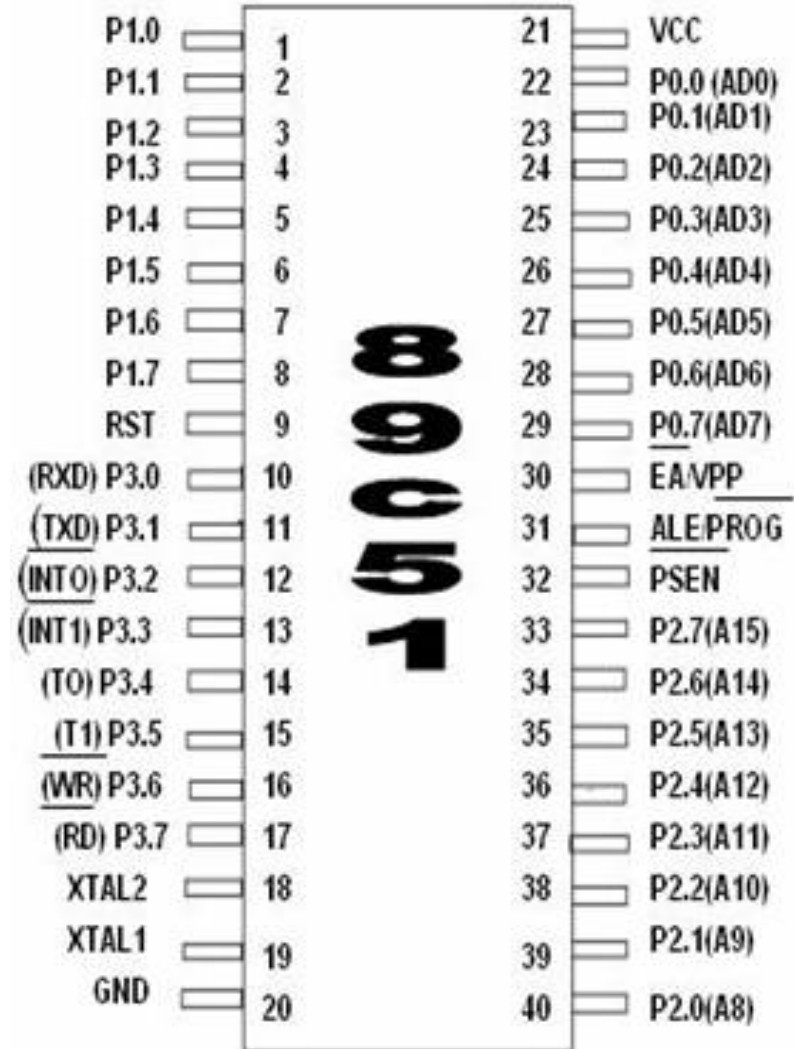 P1.0 1 21 VCC
P1.1 2 22 P0.0 (AD0)
P1.2 3 23 P0.1(AD1)
P1.3 4 24 P0.2(AD2)
P1.4 5 25 P0.3(AD3)
P1.5 6 26 P0.4(AD4)
P1.6 7 27 P0.5(AD5)
P1.7 8 28 P0.6(AD6)
RST 9 29 P0.7(AD7)
(RXD) P3.0 10 30 EA/VPP
(TXD) P3.1 11 31 ALE/PROG
(INTO) P3.2 12 32 PSEN
(INT1) P3.3 13 33 P2.7(A15)
(TO) P3.4 14 34 P2.6(A14)
(T1) P3.5 15 35 P2.5(A13)
(WR) P3.6 16 36 P2.4(A12)
(RD) P3.7 17 37 P2.3(A11)
XTAL2 18 38 P2.2(A10)
XTAL1 19 39 P2.1(A9)
GND 20 40 P2.0(A8)
89C51